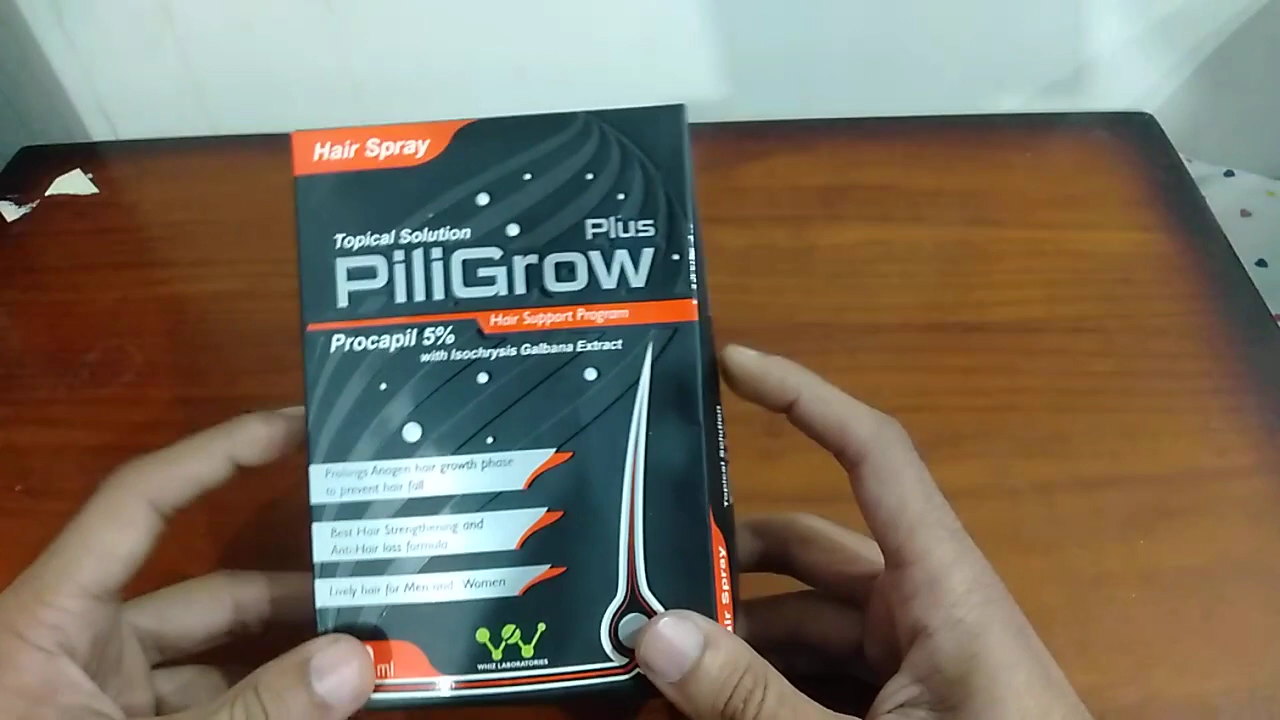 Hair Spray
Topical Solution
Plus
PiliGrow
Hair Support Program
Procapil 5%
with Isochrysis Galbana Extract
Prolongs Anagen hair growth phase
to prevent hair fall
Best Hair Strengthening and
Anti-Hair loss formula
Lively hair for Men and Women
ml
WHIZ LABORATORIES
Topical Solution
Hair Spray